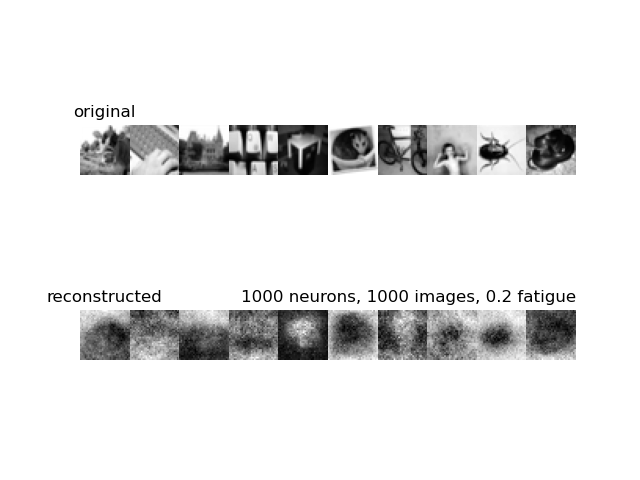 original
reconstructed
1000 neurons, 1000 images, 0.2 fatigue